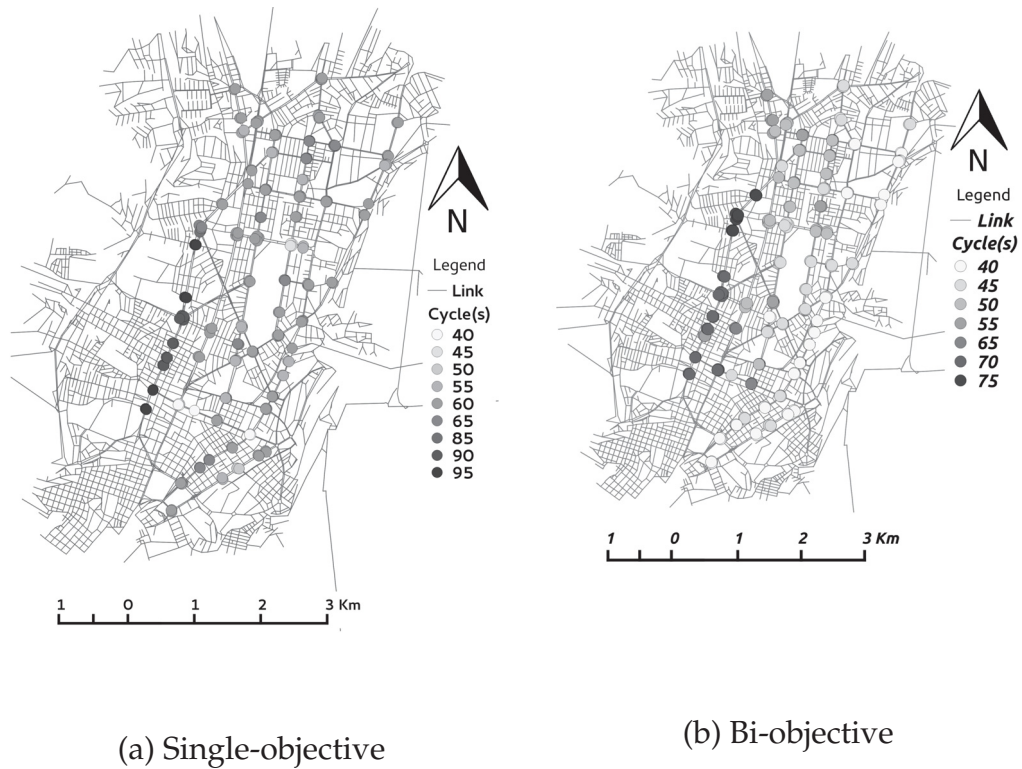 N
Legend
Link
Cycle(s)
40
45
50
55
60
65
85
90
95
1 0 1 2 3 Km
(a) Single-objective
N
Legend
Link
Cycle(s)
40
45
50
55
65
70
75
1 0 1 2 3 Km
(b) Bi-objective